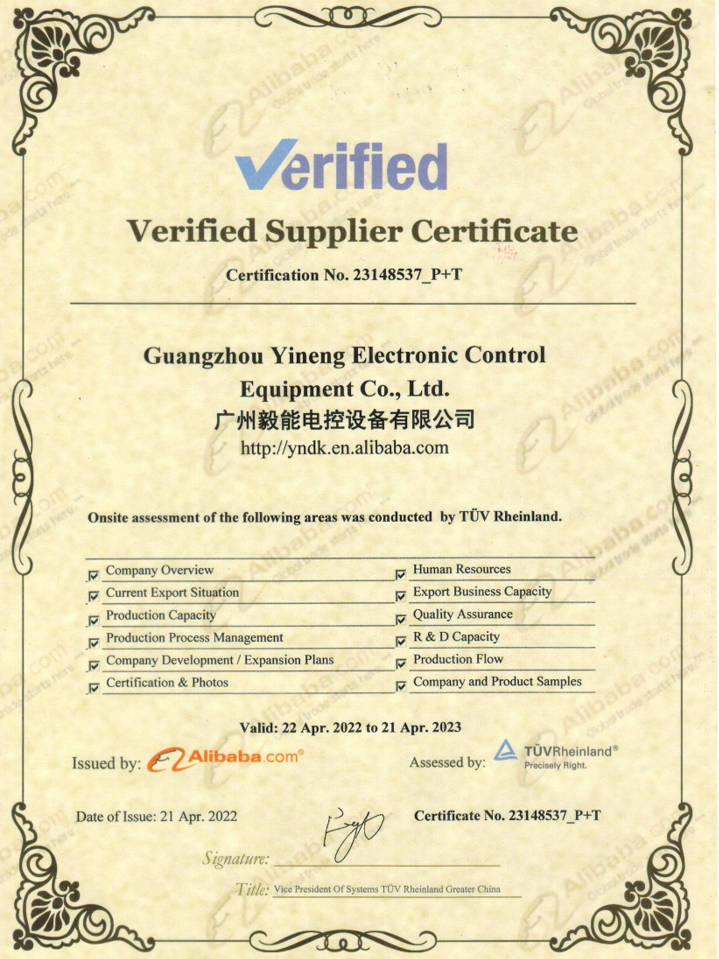 Verified
Verified Supplier Certificate
Certification No. 23148537_P+T
Guangzhou Yineng Electronic Control
Equipment Co., Ltd.
广州毅能电控设备有限公司
http://yndk.en.alibaba.com
Onsite assessment of the following areas was conducted by TÜV Rheinland.
Company Overview
Human Resources
Current Export Situation
Export Business Capacity
Production Capacity
Quality Assurance
Production Process Management
R & D Capacity
Company Development / Expansion Plans
Production Flow
Certification & Photos
Company and Product Samples
Valid: 22 Apr. 2022 to 21 Apr. 2023
Issued by: Alibaba.com®
Assessed by: TÜVRheinland®
Precisely Right.
Date of Issue: 21 Apr. 2022
Certificate No. 23148537_P+T
Signature:
Title: Vice President Of Systems TÜV Rheinland Greater China